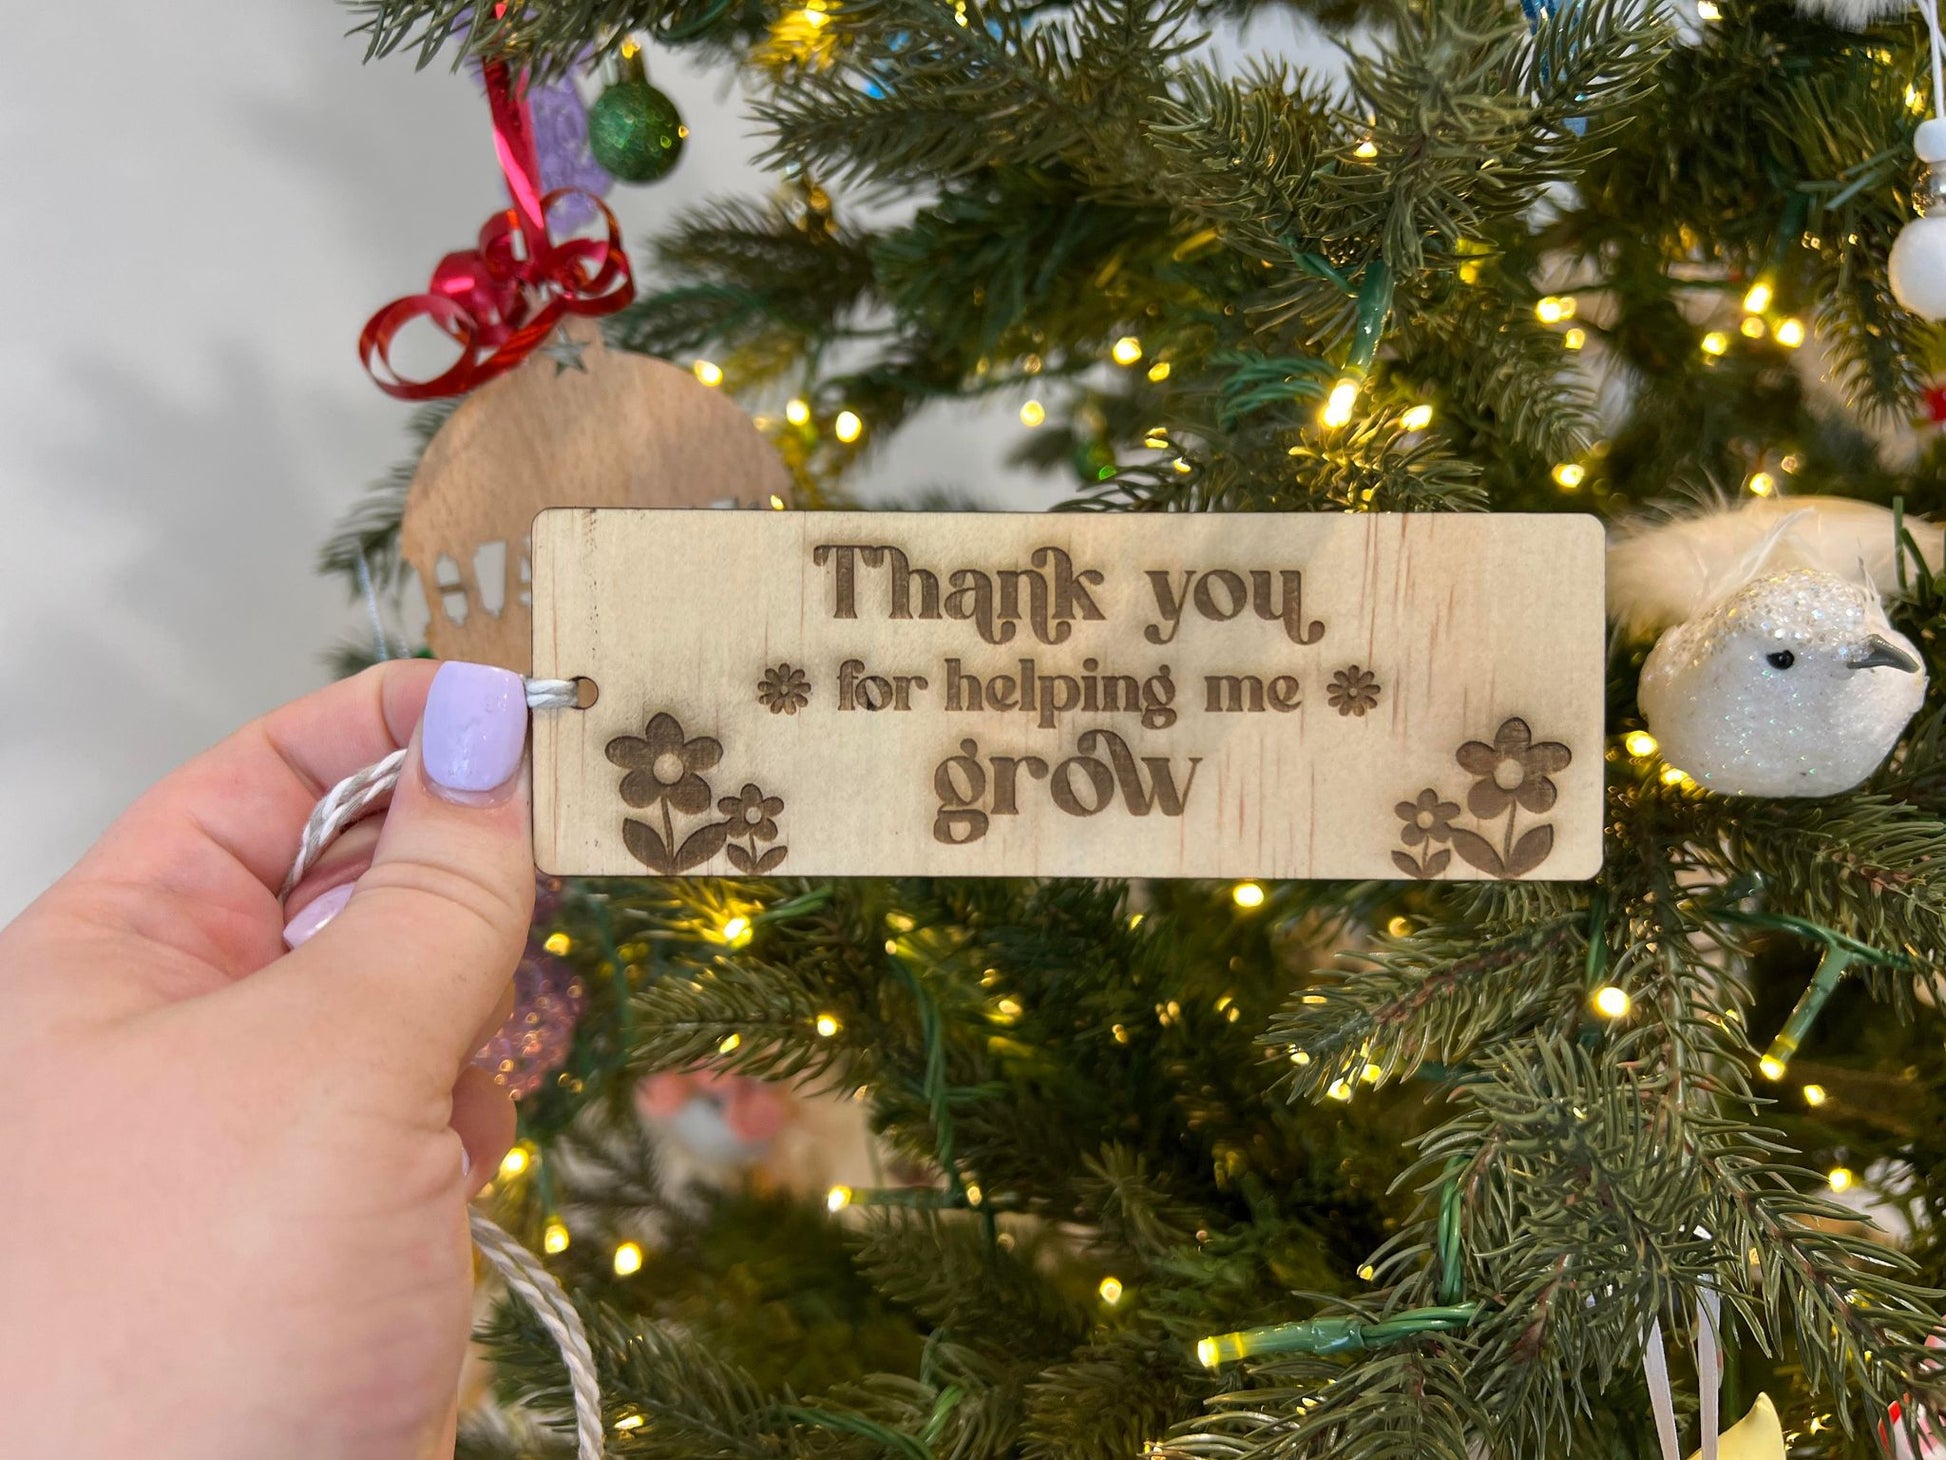 Thank you
for helping me
grow